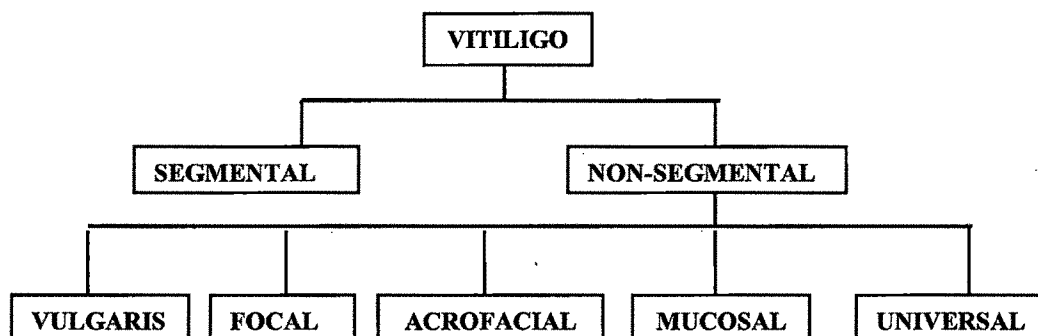 VITILIGO
SEGMENTAL NON-SEGMENTAL
VULGARIS FOCAL ACROFACIAL MUCOSAL UNIVERSAL